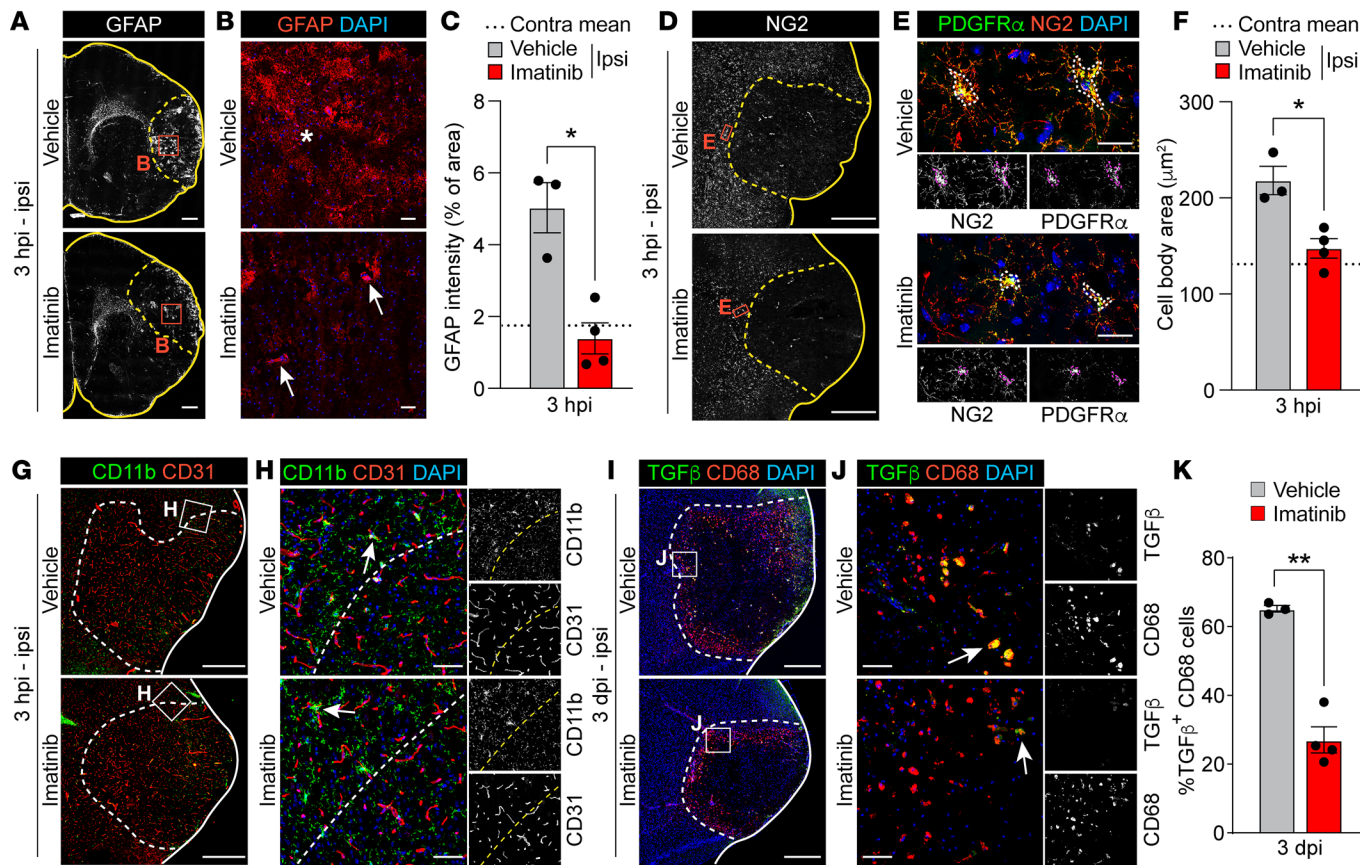 A
GFAP
3 hpi - ipsi
Vehicle
B
Imatinib
B
B
GFAP DAPI
Vehicle
*
Imatinib
C
Contra mean
Vehicle
Imatinib
Ipsi
GFAP intensity (% of area)
8
6
4
2
0
*
3 hpi
D
NG2
3 hpi - ipsi
Vehicle
E
Imatinib
E
E
PDGFRα NG2 DAPI
Vehicle
NG2 PDGFRα
Imatinib
NG2 PDGFRα
F
Contra mean
Vehicle
Imatinib
Ipsi
Cell body area (μm²)
300
200
100
0
*
3 hpi
G
CD11b CD31
3 hpi - ipsi
Vehicle
H
Imatinib
H
H
CD11b CD31 DAPI
Vehicle
CD11b
CD31
Imatinib
CD11b
CD31
I
TGFβ CD68 DAPI
3 dpi - ipsi
Vehicle
J
Imatinib
J
J
TGFβ CD68 DAPI
Vehicle
TGFβ
CD68
Imatinib
TGFβ
CD68
K
Vehicle
Imatinib
%TGFβ⁺ CD68 cells
80
60
40
20
0
**
3 dpi